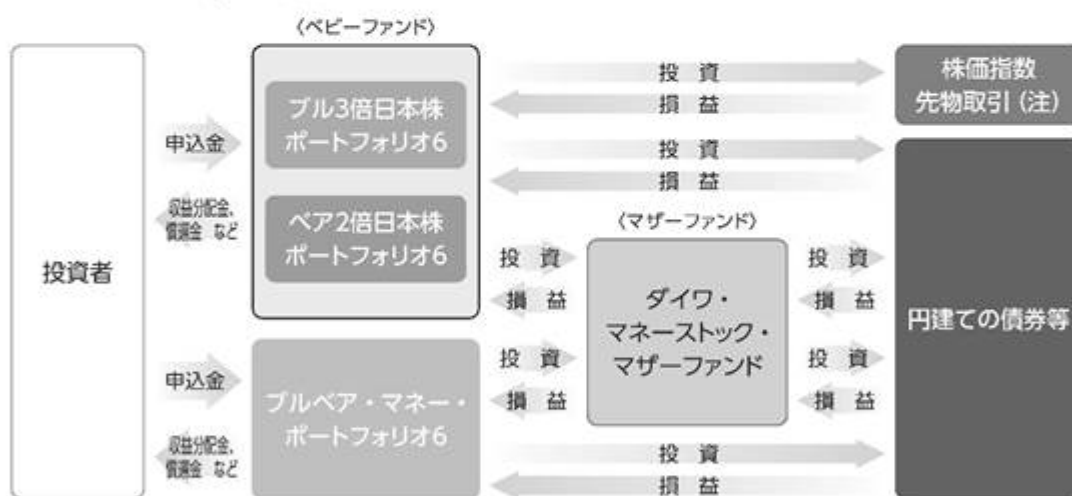 〈ベビーファンド〉
投資者
申込金
収益分配金、
償還金 など
ブル3倍日本株
ポートフォリオ6
ベア2倍日本株
ポートフォリオ6
投 資
損 益
投 資
損 益
株価指数
先物取引(注)
〈マザーファンド〉
投 資
損 益
投 資
損 益
ダイワ・
マネーストック・
マザーファンド
投 資
損 益
投 資
損 益
円建ての債券等
申込金
収益分配金、
償還金 など
ブルベア・マネー・
ポートフォリオ6
投 資
損 益